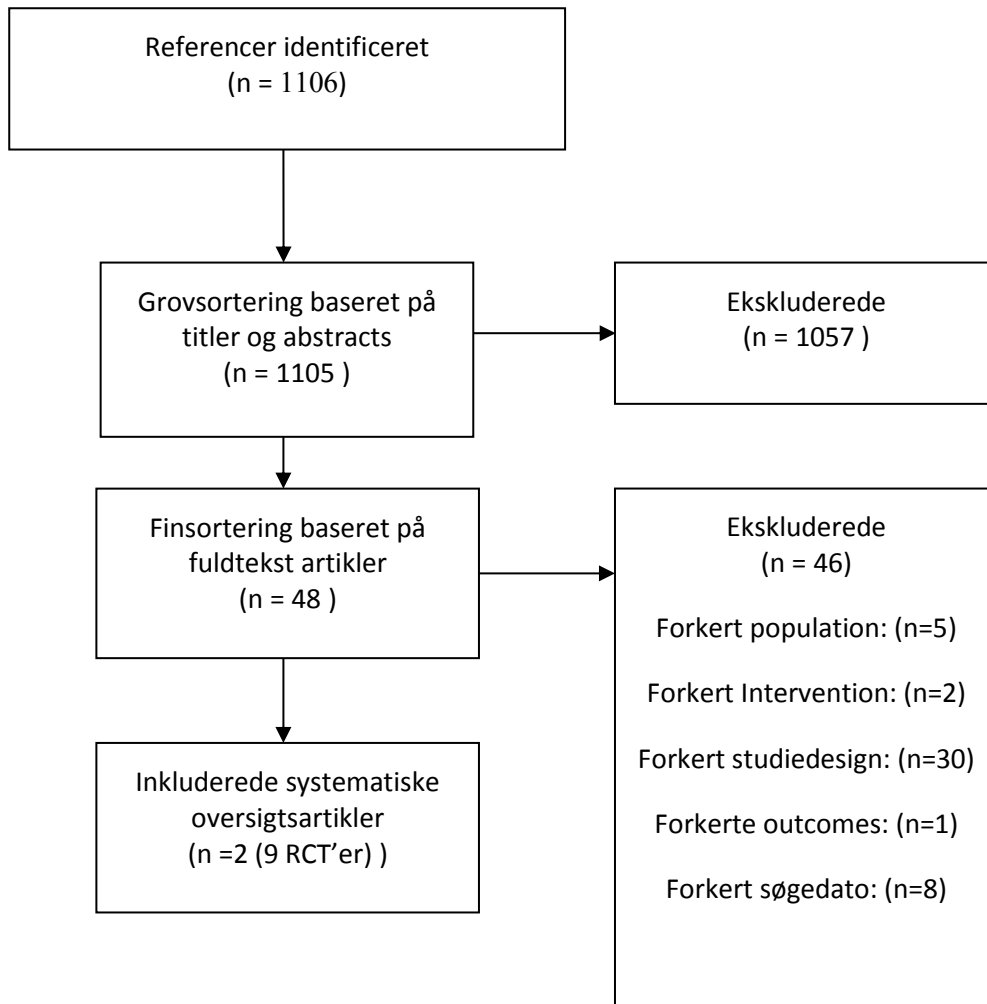 Referencer identificeret
(n = 1106)
Grovsortering baseret på
titler og abstracts
(n = 1105 )
Ekskluderede
(n = 1057 )
Finsortering baseret på
fuldtekst artikler
(n = 48 )
Ekskluderede
(n = 46)
Forkert population: (n=5)
Forkert Intervention: (n=2)
Forkert studiedesign: (n=30)
Forkerte outcomes: (n=1)
Forkert søgedato: (n=8)
Inkluderede systematiske
oversigtsartikler
(n =2 (9 RCT’er) )